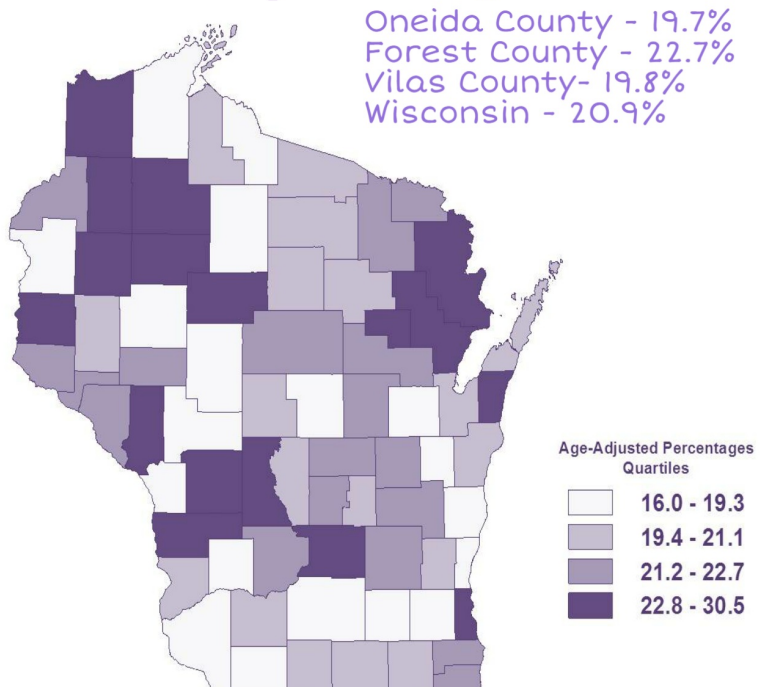 Oneida County - 19.7%
Forest County - 22.7%
Vilas County- 19.8%
Wisconsin - 20.9%
Age-Adjusted Percentages
Quartiles
16.0 - 19.3
19.4 - 21.1
21.2 - 22.7
22.8 - 30.5